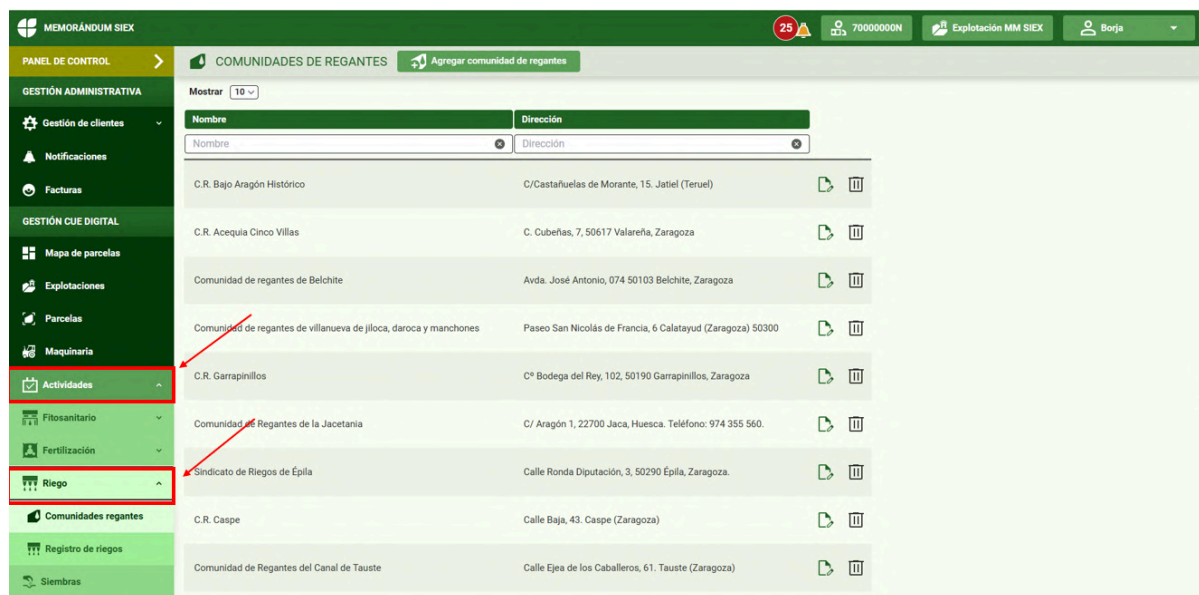 MEMORÁNDUM SIEX
25
70000000N
Explotación MM SIEX
Borja
PANEL DE CONTROL
GESTIÓN ADMINISTRATIVA
Gestión de clientes
Notificaciones
Facturas
GESTIÓN CUE DIGITAL
Mapa de parcelas
Explotaciones
Parcelas
Maquinaria
Actividades
Fitosanitario
Fertilización
Riego
Comunidades regantes
Registro de riegos
Siembras
COMUNIDADES DE REGANTES
Agregar comunidad de regantes
Mostrar 10
Nombre Dirección
Nombre Dirección
C.R. Bajo Aragón Histórico C/Castañuelas de Morante, 15. Jatiel (Teruel)
C.R. Acequia Cinco Villas C. Cubeñas, 7, 50617 Valareña, Zaragoza
Comunidad de regantes de Belchite Avda. José Antonio, 074 50103 Belchite, Zaragoza
Comunidad de regantes de villanueva de jiloca, daroca y manchones Paseo San Nicolás de Francia, 6 Calatayud (Zaragoza) 50300
C.R. Garrapinillos Cº Bodega del Rey, 102, 50190 Garrapinillos, Zaragoza
Comunidad de Regantes de la Jacetania C/ Aragón 1, 22700 Jaca, Huesca. Teléfono: 974 355 560.
Sindicato de Riegos de Épila Calle Ronda Diputación, 3, 50290 Épila, Zaragoza.
C.R. Caspe Calle Baja, 43. Caspe (Zaragoza)
Comunidad de Regantes del Canal de Tauste Calle Ejea de los Caballeros, 61. Tauste (Zaragoza)